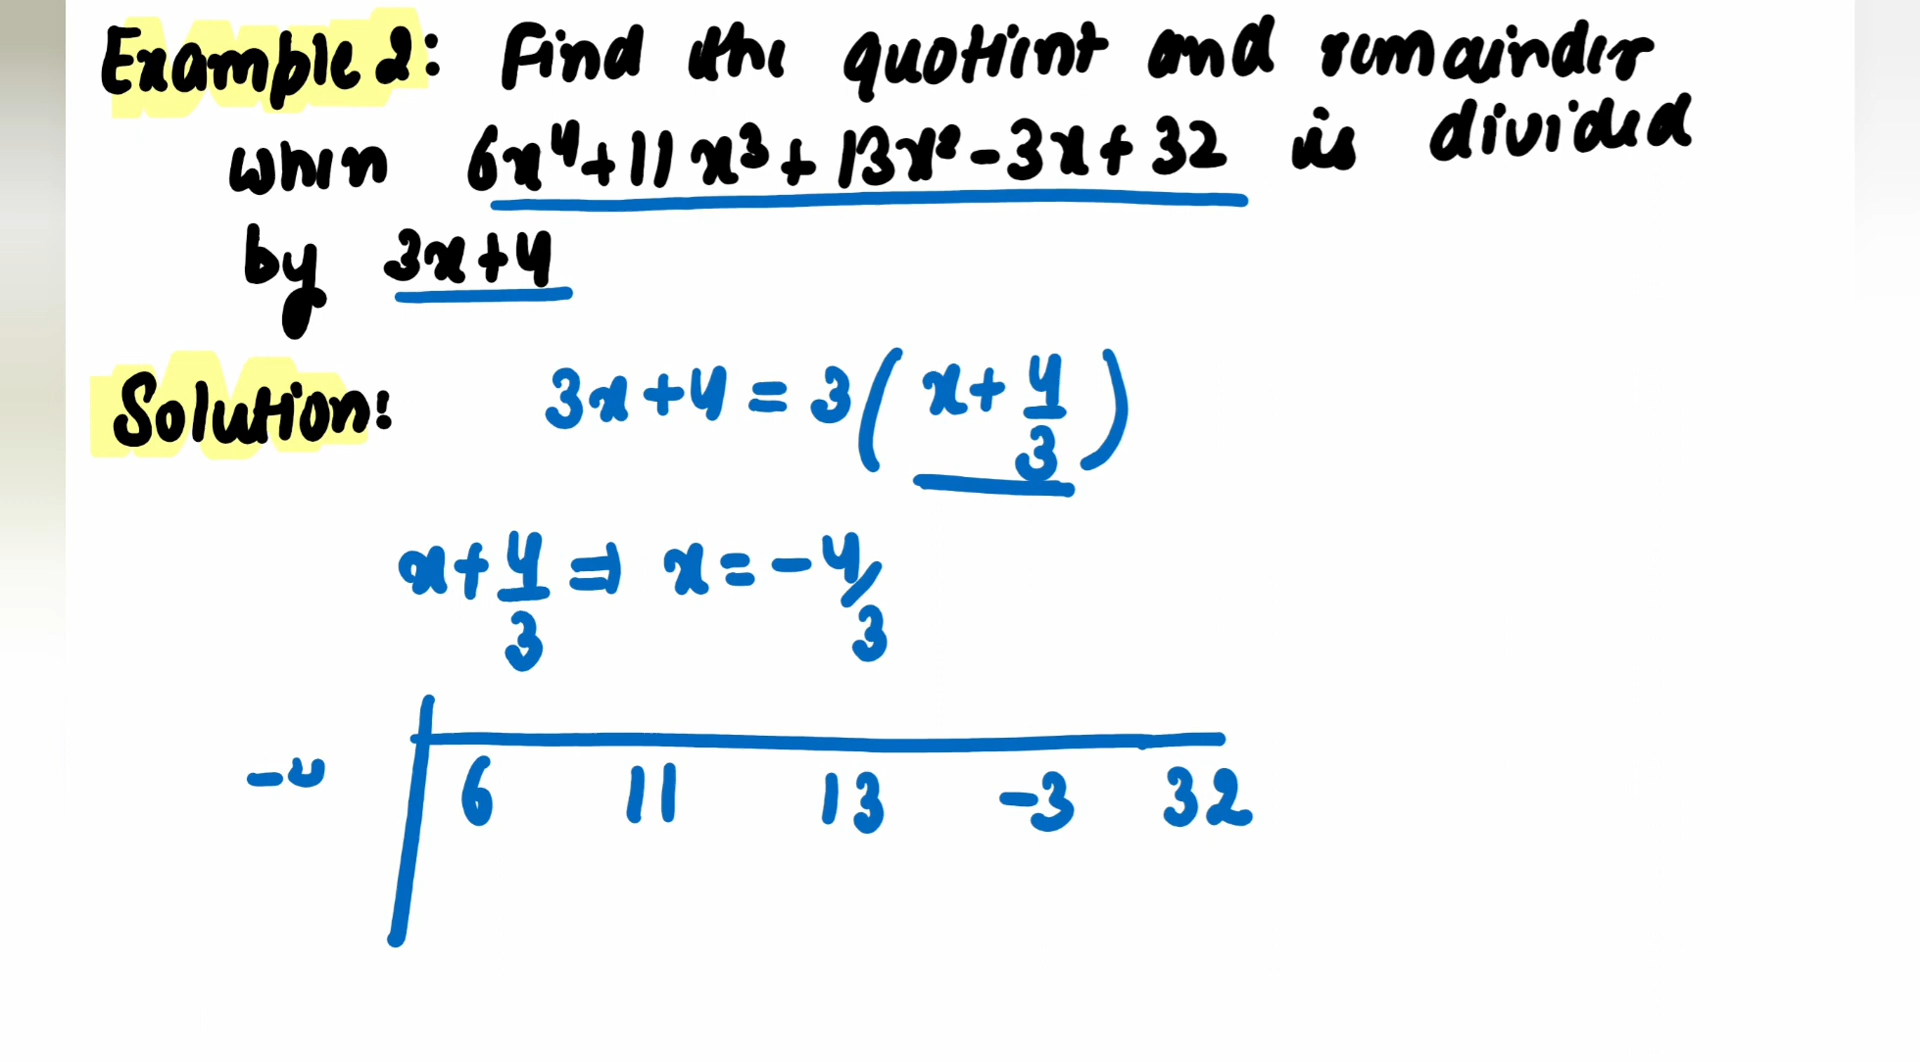 Example 2: Find the quotient and remainder
when 6x⁴+11x³+13x²-3x+32 is divided
by 3x+4
Solution: 3x+4 = 3(x+4/3)
x+4/3 ⇒ x=-4/3
-4 6 11 13 -3 32